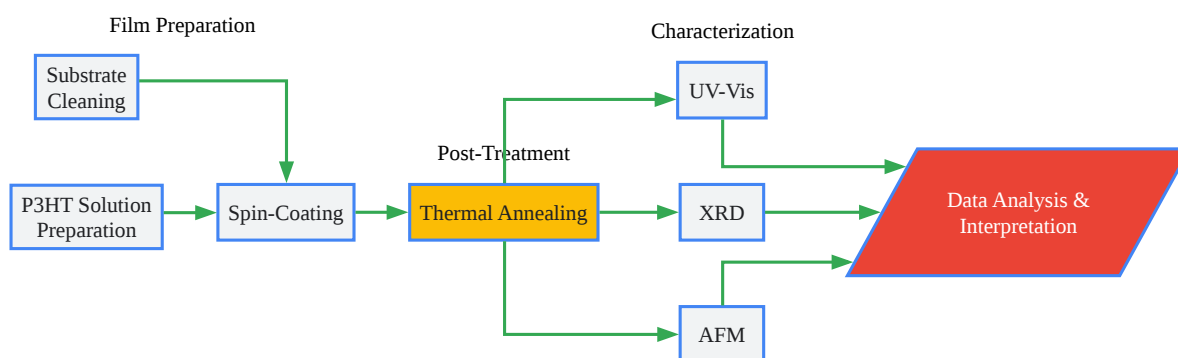 Film Preparation
Characterization
Substrate
Cleaning
UV-Vis
Post-Treatment
P3HT Solution
Preparation
Spin-Coating
Thermal Annealing
XRD
Data Analysis &
Interpretation
AFM